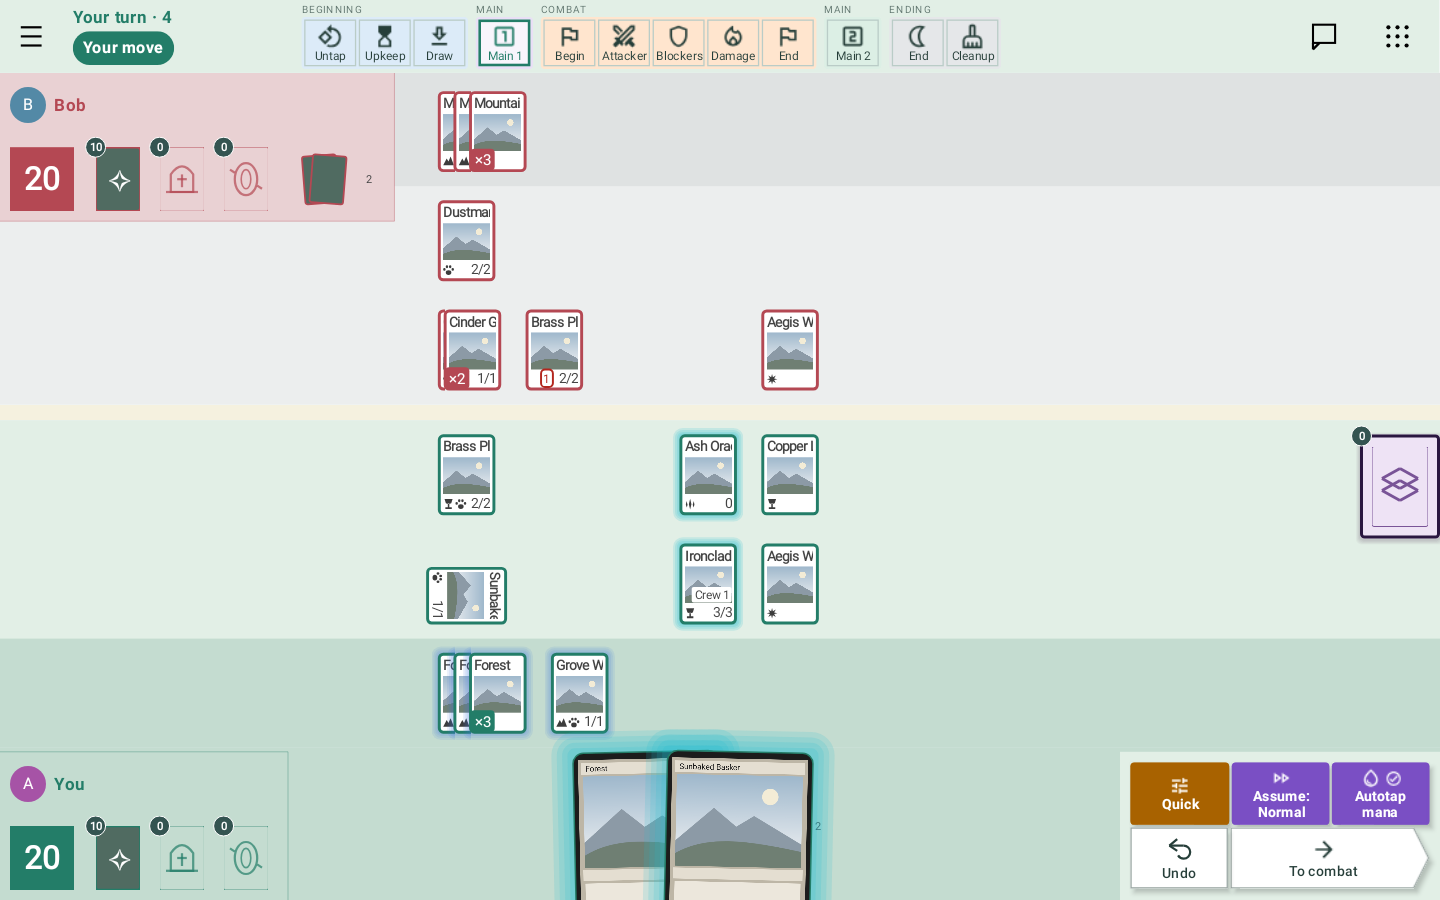 Your turn · 4
Your move
BEGINNING
MAIN
COMBAT
MAIN
ENDING
Untap
Upkeep
Draw
1
Main 1
Begin
Attacker
Blockers
Damage
End
2
Main 2
End
Cleanup
B
Bob
20
10
0
0
2
M
M
Mountai
×3
Dustma
2/2
Cinder G
×2
1/1
Brass Pl
1
2/2
Aegis W
Brass Pl
2/2
Ash Ora
0
Copper
0
Sunbake
1/1
Ironclad
Crew 1
3/3
Aegis W
Fo
Fo
Forest
×3
Grove W
1/1
A
You
20
10
0
0
Forest
Sunbaked Basker
2
Quick
Assume:
Normal
Autotap
mana
Undo
To combat